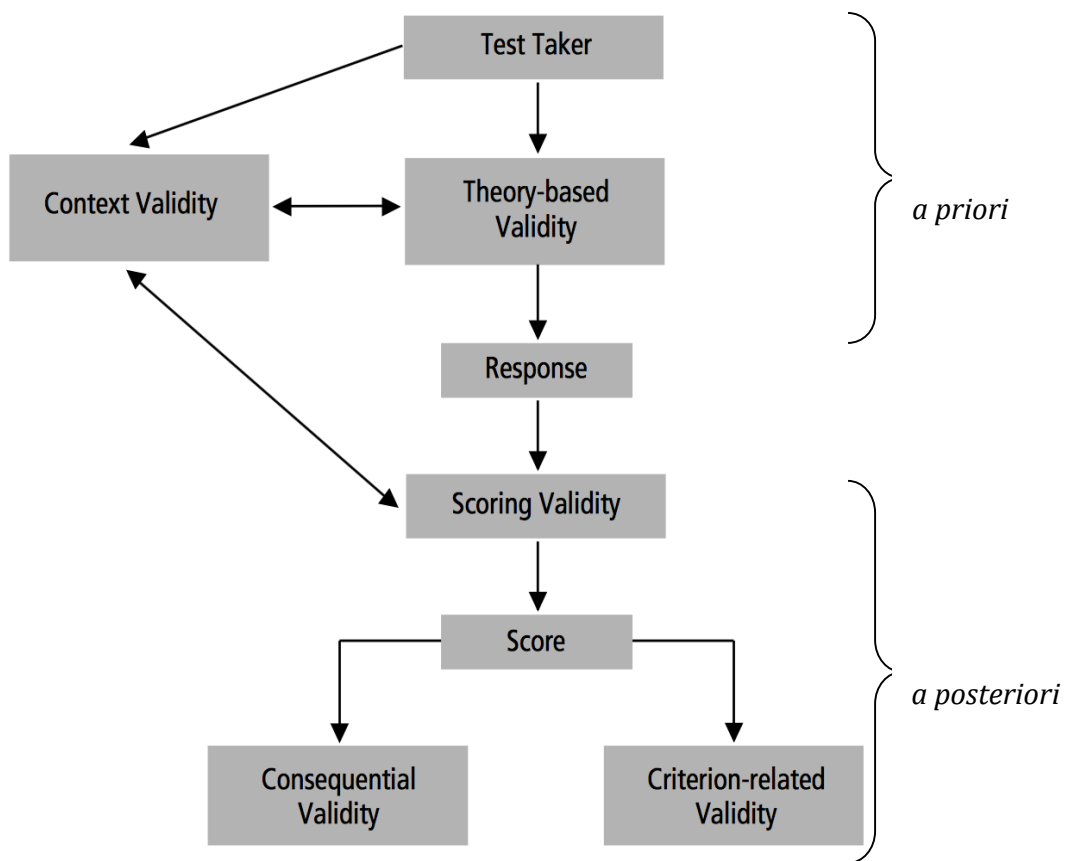 Test Taker
Context Validity
Theory-based
Validity
a priori
Response
Scoring Validity
Score
a posteriori
Consequential
Validity
Criterion-related
Validity